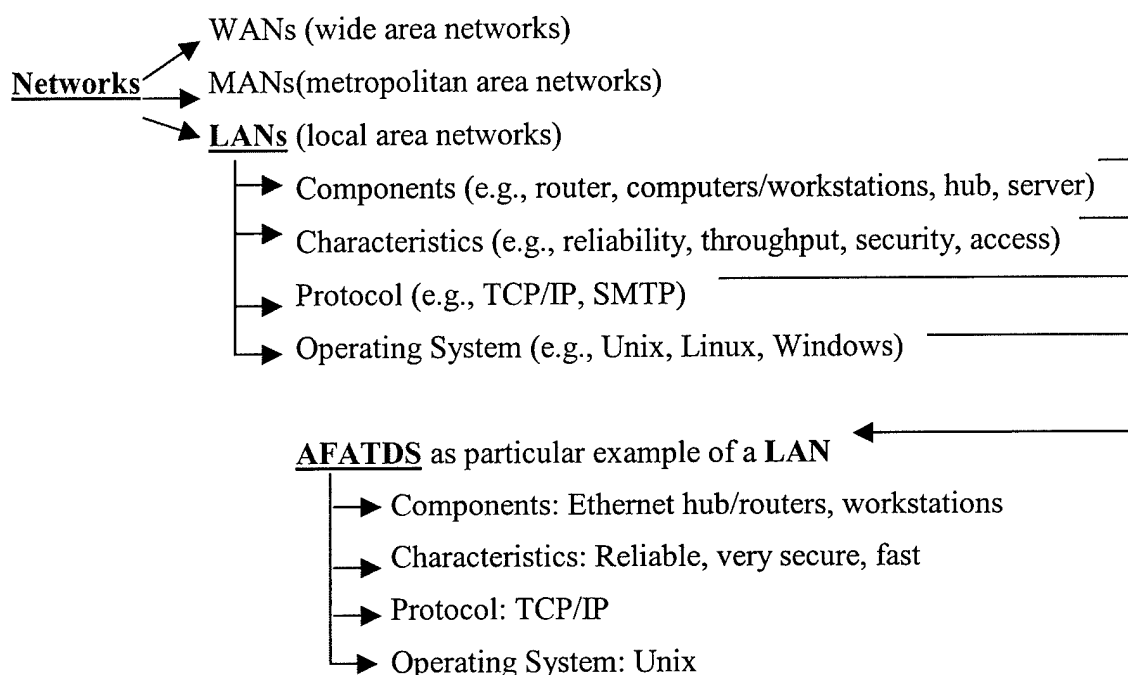 WANs (wide area networks)
Networks
MANs(metropolitan area networks)
LANs (local area networks)
Components (e.g., router, computers/workstations, hub, server)
Characteristics (e.g., reliability, throughput, security, access)
Protocol (e.g., TCP/IP, SMTP)
Operating System (e.g., Unix, Linux, Windows)
AFATDS as particular example of a LAN
Components: Ethernet hub/routers, workstations
Characteristics: Reliable, very secure, fast
Protocol: TCP/IP
Operating System: Unix